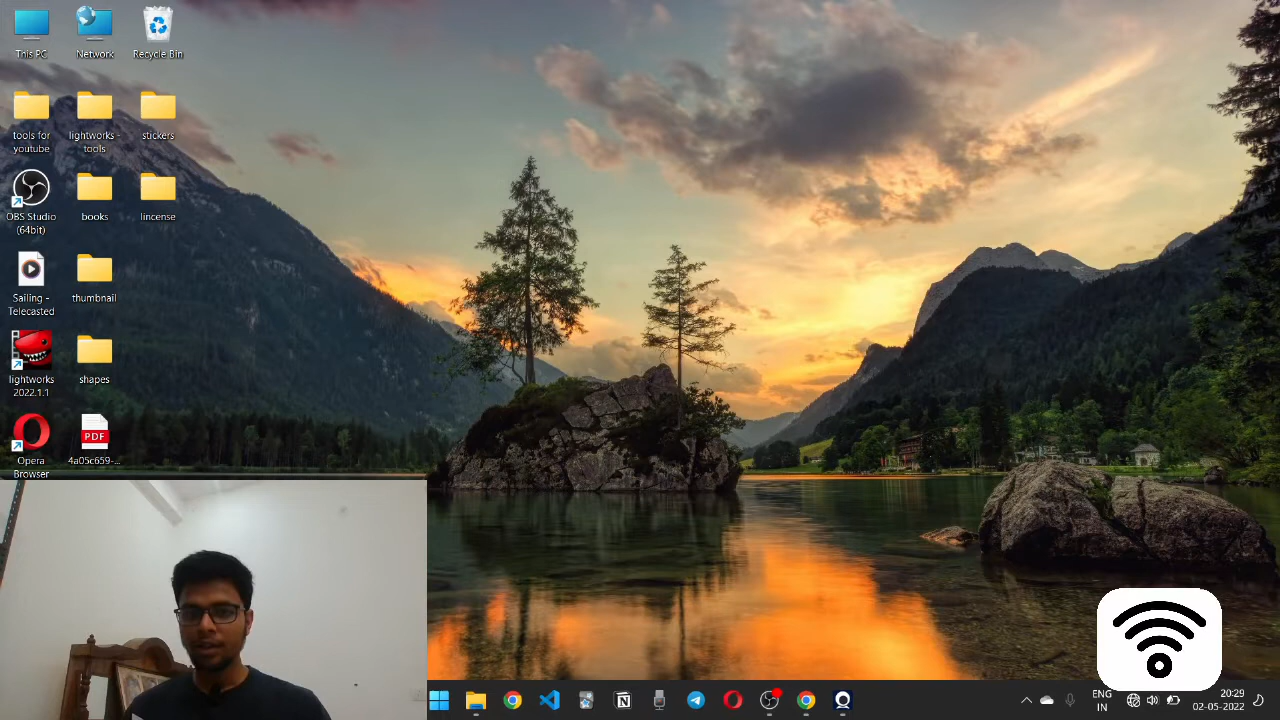 This PC
Network
Recycle Bin
tools for
youtube
lightworks -
tools
stickers
OBS Studio
(64bit)
books
lincense
Sailing -
Telecasted
thumbnail
lightworks
2022.1.1
shapes
PDF
Opera
Browser
4a05c659-...
ENG
IN
20:29
02-05-2022